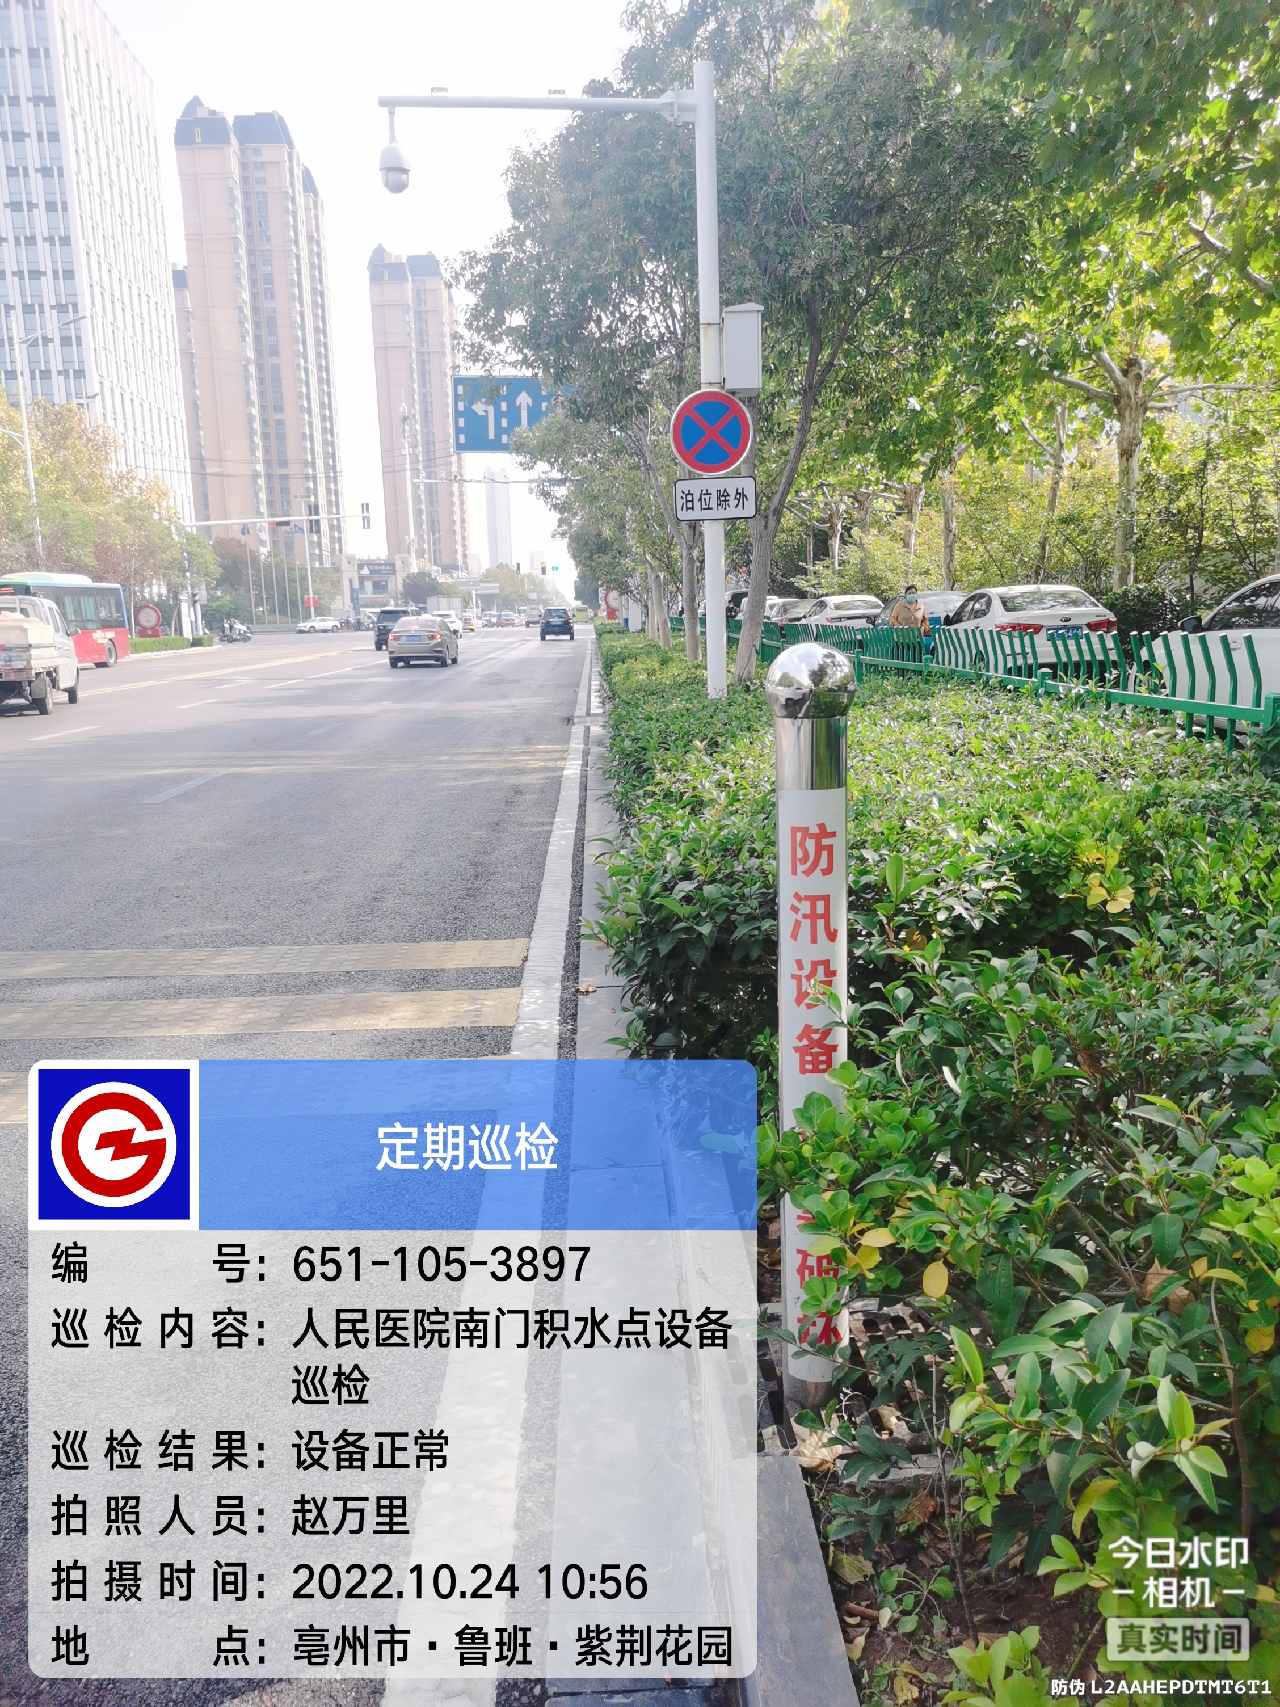 泊位除外
防汛设备
破坏
定期巡检
编号：651-105-3897
巡检内容：人民医院南门积水点设备
巡检
巡检结果：设备正常
拍照人员：赵万里
拍摄时间：2022.10.24 10:56
地点：亳州市·鲁班·紫荆花园
今日水印
-相机-
真实时间
防伪 L2AAHEPDTMT6T1